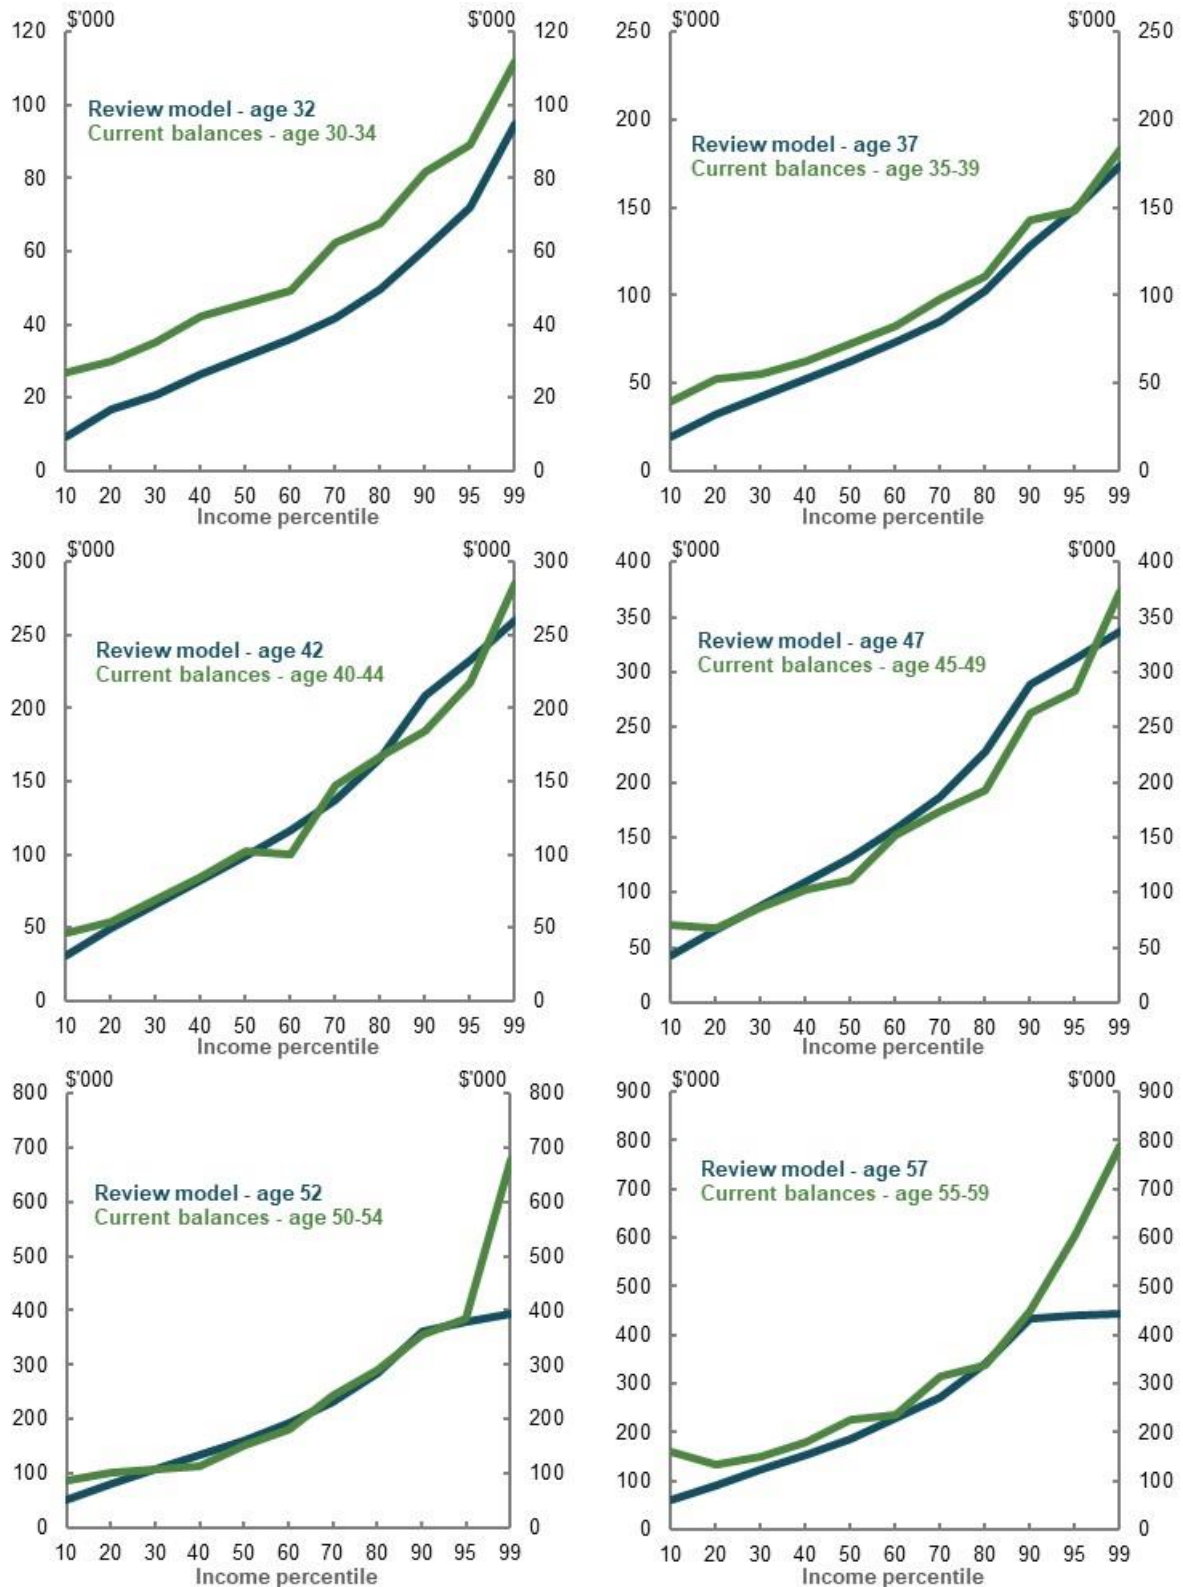 $'000 $'000
120 120
100 100
Review model - age 32
Current balances - age 30-34
80 80
60 60
40 40
20 20
0 0
10 20 30 40 50 60 70 80 90 95 99
Income percentile
$'000 $'000
250 250
200 200
Review model - age 37
Current balances - age 35-39
150 150
100 100
50 50
0 0
10 20 30 40 50 60 70 80 90 95 99
Income percentile
$'000 $'000
300 300
250 250
Review model - age 42
Current balances - age 40-44
200 200
150 150
100 100
50 50
0 0
10 20 30 40 50 60 70 80 90 95 99
Income percentile
$'000 $'000
400 400
350 350
Review model - age 47
Current balances - age 45-49
300 300
250 250
200 200
150 150
100 100
50 50
0 0
10 20 30 40 50 60 70 80 90 95 99
Income percentile
$'000 $'000
800 800
700 700
Review model - age 52
Current balances - age 50-54
600 600
500 500
400 400
300 300
200 200
100 100
0 0
10 20 30 40 50 60 70 80 90 95 99
Income percentile
$'000 $'000
900 900
800 800
Review model - age 57
Current balances - age 55-59
700 700
600 600
500 500
400 400
300 300
200 200
100 100
0 0
10 20 30 40 50 60 70 80 90 95 99
Income percentile